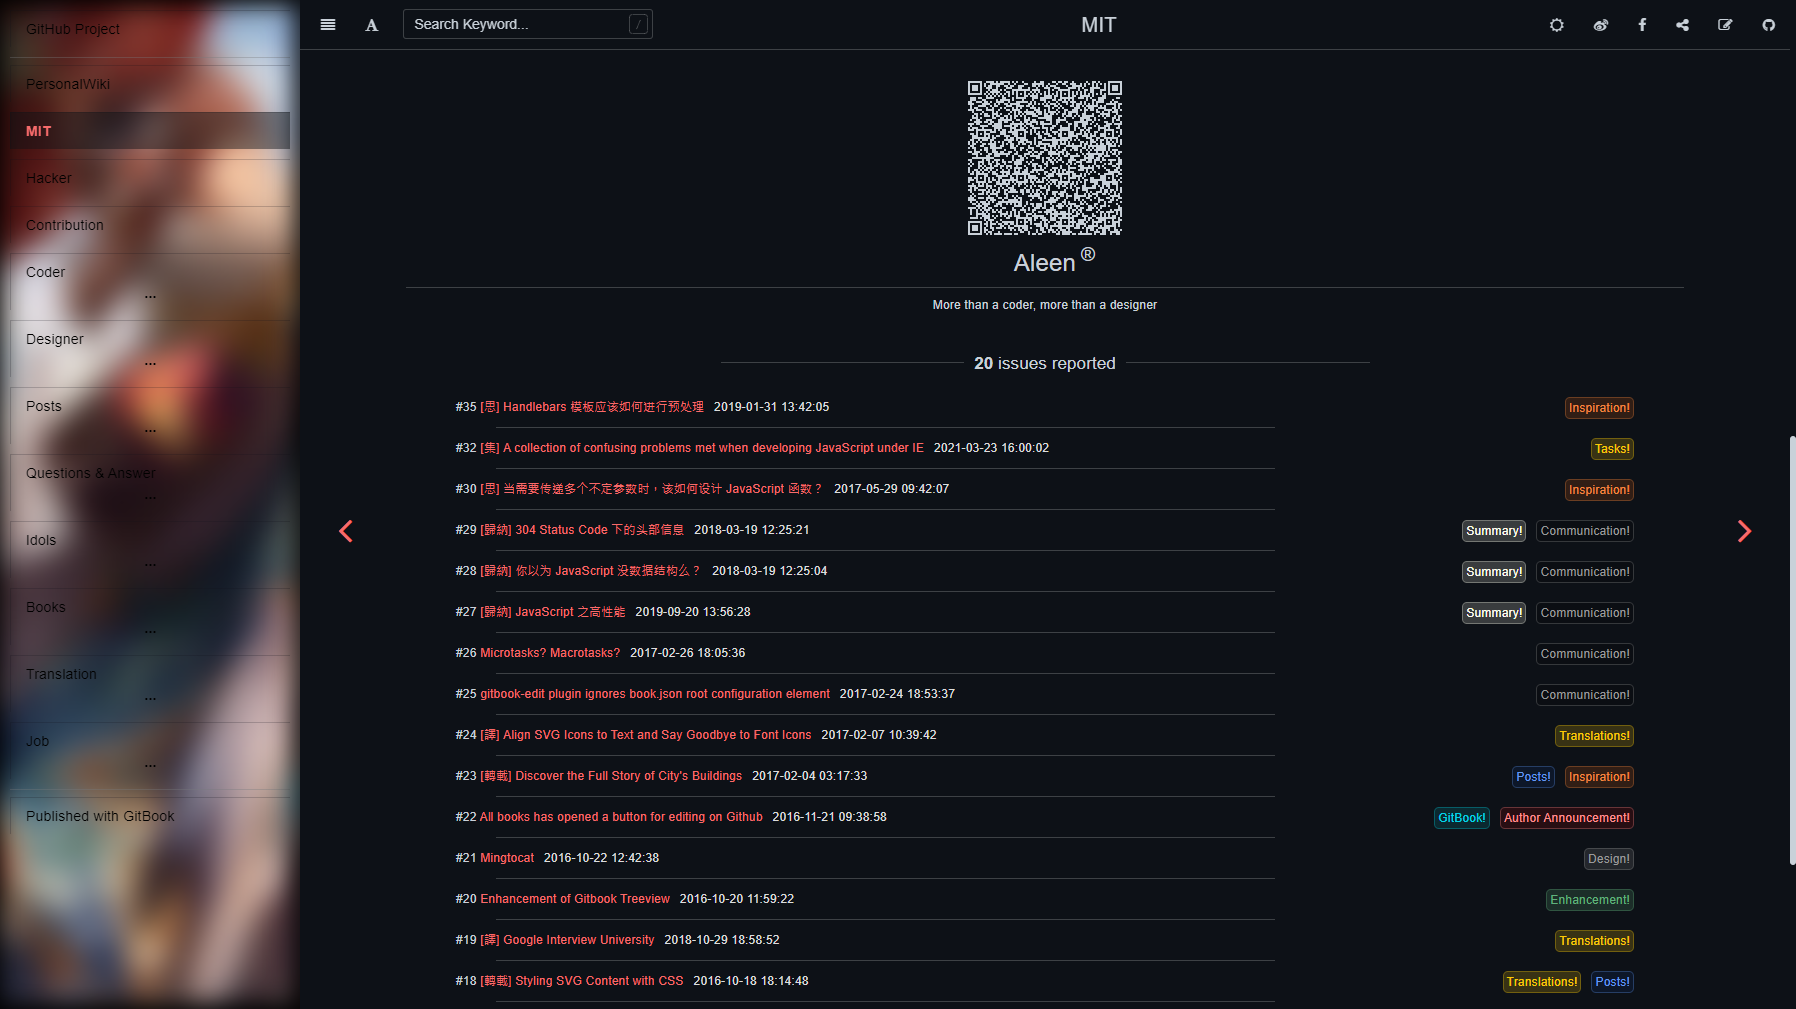 GitHub Project
PersonalWiki
MIT
Hacker
Contribution
Coder
...
Designer
...
Posts
...
Questions & Answer
...
Idols
...
Books
...
Translation
...
Job
...
Published with GitBook
A
Search Keyword...
/
MIT
Aleen ®
More than a coder, more than a designer
20 issues reported
#35 [思] Handlebars 模板应该如何进行预处理 2019-01-31 13:42:05 Inspiration!
#32 [集] A collection of confusing problems met when developing JavaScript under IE 2021-03-23 16:00:02 Tasks!
#30 [思] 当需要传递多个不定参数时，该如何设计 JavaScript 函数？ 2017-05-29 09:42:07 Inspiration!
#29 [歸納] 304 Status Code 下的头部信息 2018-03-19 12:25:21 Summary! Communication!
#28 [歸納] 你以为 JavaScript 没数据结构么？ 2018-03-19 12:25:04 Summary! Communication!
#27 [歸納] JavaScript 之高性能 2019-09-20 13:56:28 Summary! Communication!
#26 Microtasks? Macrotasks? 2017-02-26 18:05:36 Communication!
#25 gitbook-edit plugin ignores book.json root configuration element 2017-02-24 18:53:37 Communication!
#24 [譯] Align SVG Icons to Text and Say Goodbye to Font Icons 2017-02-07 10:39:42 Translations!
#23 [轉載] Discover the Full Story of City's Buildings 2017-02-04 03:17:33 Posts! Inspiration!
#22 All books has opened a button for editing on Github 2016-11-21 09:38:58 GitBook! Author Announcement!
#21 Mingtocat 2016-10-22 12:42:38 Design!
#20 Enhancement of Gitbook Treeview 2016-10-20 11:59:22 Enhancement!
#19 [譯] Google Interview University 2018-10-29 18:58:52 Translations!
#18 [轉載] Styling SVG Content with CSS 2016-10-18 18:14:48 Translations! Posts!